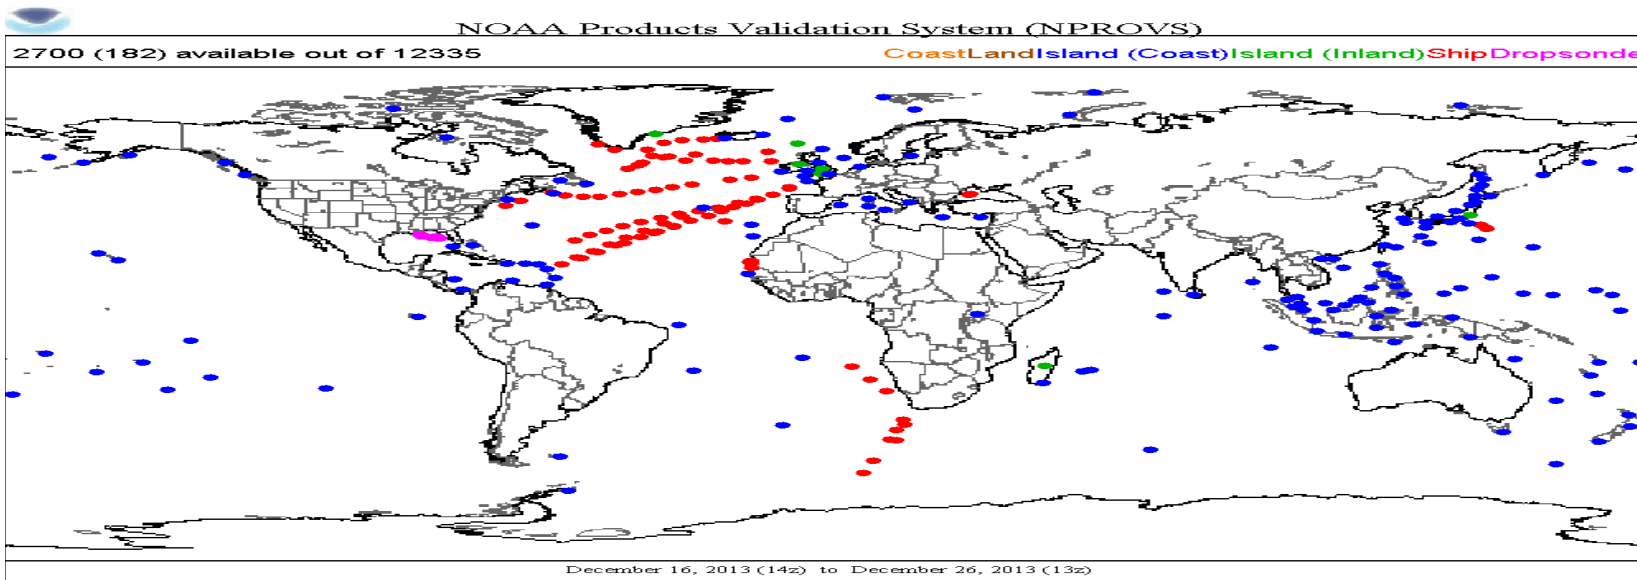 NOAA Products Validation System (NPROVS)
2700 (182) available out of 12335 CoastLandIsland (Coast)Island (Inland)ShipDropsonde
December 16, 2013 (14z) to December 26, 2013 (13z)